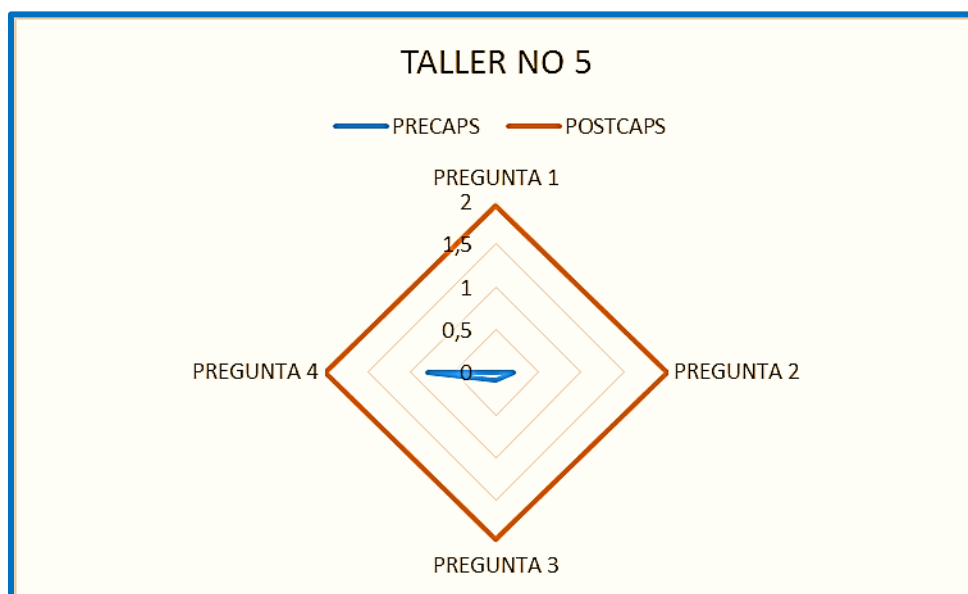 TALLER NO 5
PRECAPS POSTCAPS
PREGUNTA 1
2
1,5
1
0,5
0
PREGUNTA 4
PREGUNTA 2
PREGUNTA 3